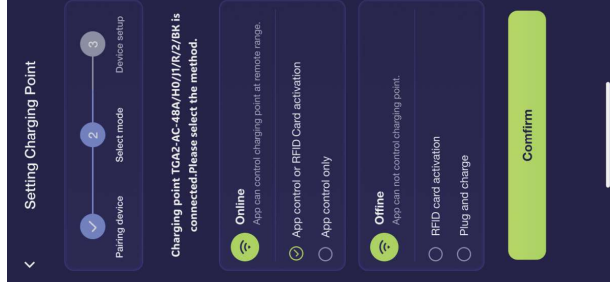 Setting Charging Point
3
2
Pairing device
Select mode
Device setup
Charging point TGA2-AC-48A/H0/J1/R/2/BK is
connected.Please select the method.
Online
App can control charging point at remote range.
App control or RFID Card activation
App control only
Offine
App can not control charging point.
RFID card activation
Plug and charge
Comfirm